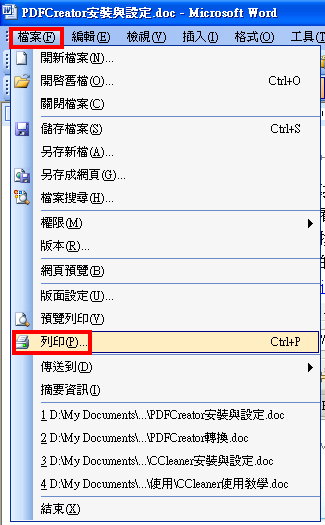 PDFCreator安裝與設定.doc - Microsoft Word
檔案(F) 編輯(E) 檢視(V) 插入(I) 格式(O) 工具(T
開新檔案(N)...
開啓舊檔(O)... Ctrl+O
關閉檔案(C)
儲存檔案(S) Ctrl+S
另存新檔(A)...
另存成網頁(G)...
檔案搜尋(H)...
權限(M)
版本(R)...
網頁預覽(B)
版面設定(U)...
預覽列印(V)
列印(P)... Ctrl+P
傳送到(D)
摘要資訊(I)
1 D:\My Documents\...\PDFCreator安裝與設定.doc
2 D:\My Documents\...\PDFCreator轉換.doc
3 D:\My Documents\...\CCleaner安裝與設定.doc
4 D:\My Documents\...\使用\CCleaner使用教學.doc
結束(X)